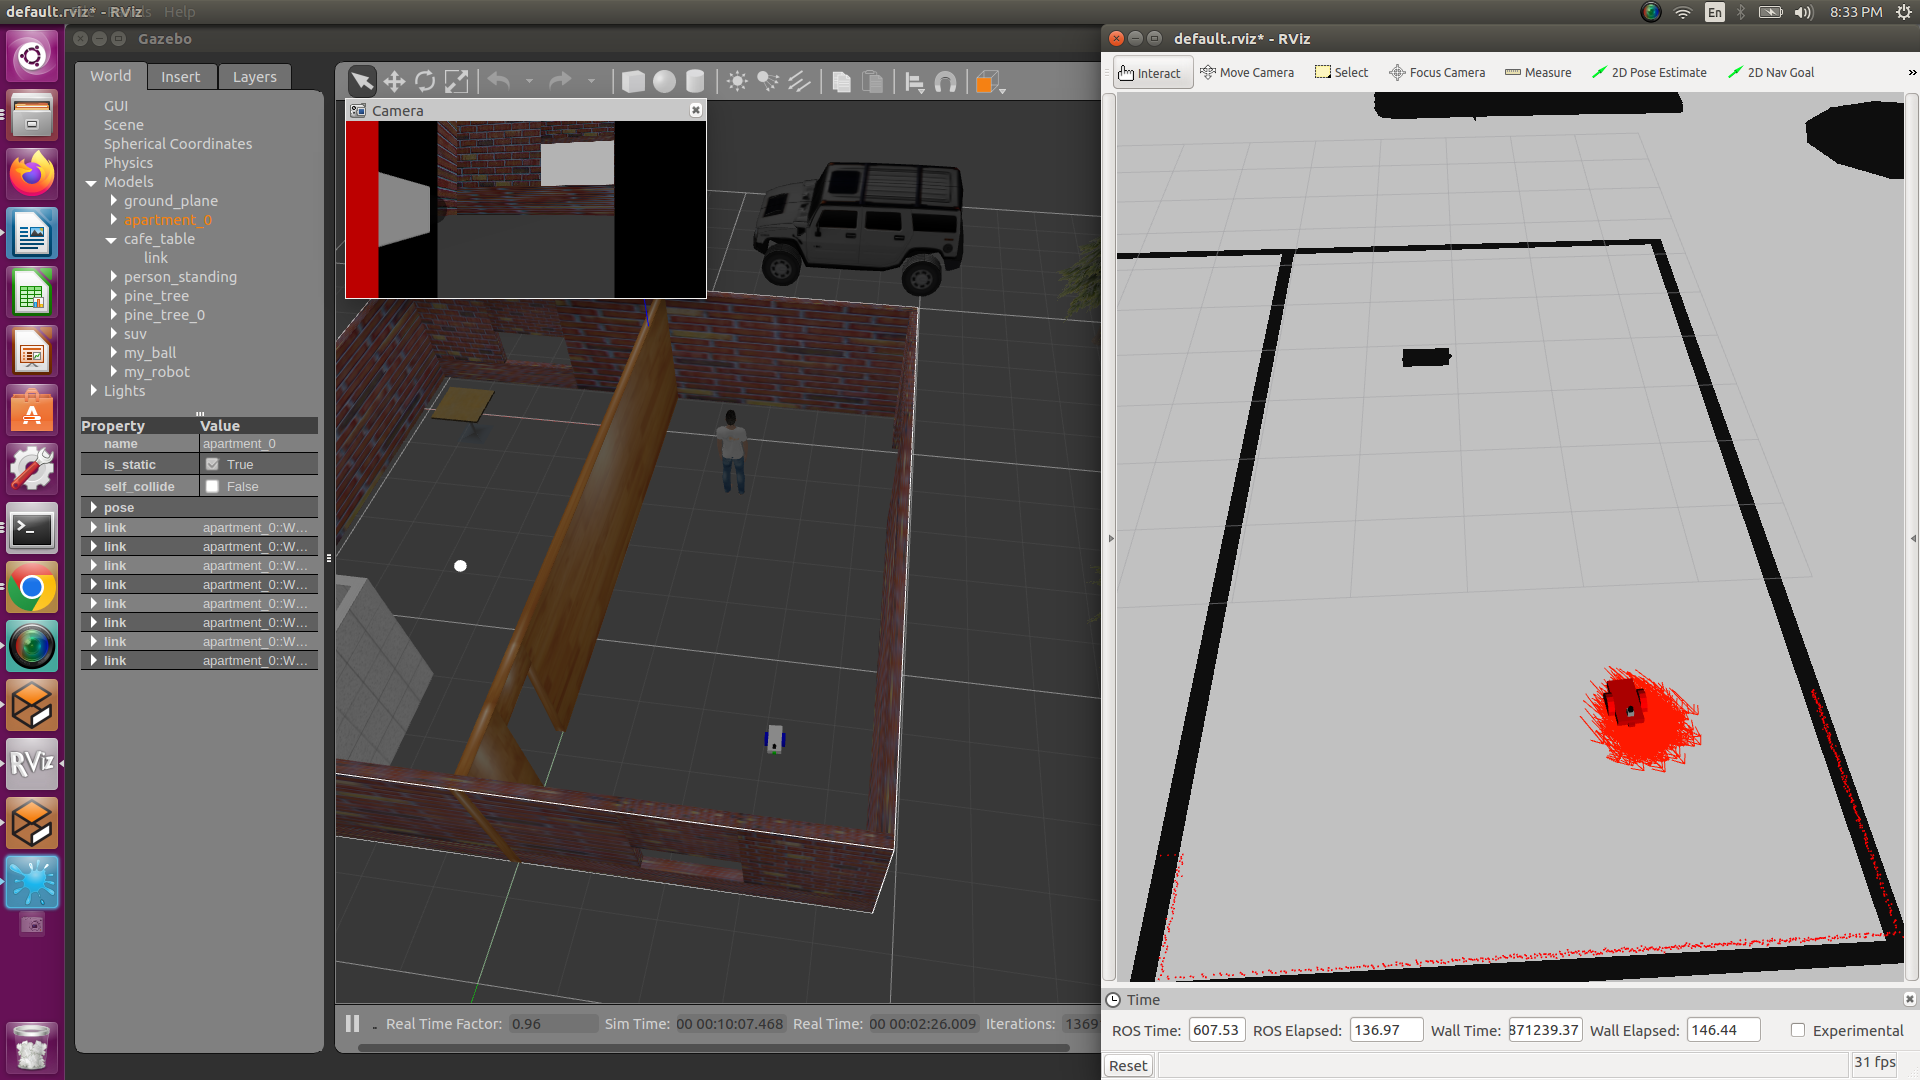 default.rviz* - RViz
Help
En
8:33 PM
Gazebo
World
Insert
Layers
GUI
Scene
Spherical Coordinates
Physics
Models
ground_plane
apartment_0
cafe_table
link
person_standing
pine_tree
pine_tree_0
suv
my_ball
my_robot
Lights
Property Value
name apartment_0
is_static True
self_collide False
pose
link apartment_0::W...
link apartment_0::W...
link apartment_0::W...
link apartment_0::W...
link apartment_0::W...
link apartment_0::W...
link apartment_0::W...
link apartment_0::W...
Camera
Real Time Factor: 0.96 Sim Time: 00 00:10:07.468 Real Time: 00 00:02:26.009 Iterations: 1369
default.rviz* - RViz
Interact Move Camera Select Focus Camera Measure 2D Pose Estimate 2D Nav Goal »
Time
ROS Time: 607.53 ROS Elapsed: 136.97 Wall Time: 871239.37 Wall Elapsed: 146.44 Experimental
Reset 31 fps
RViz